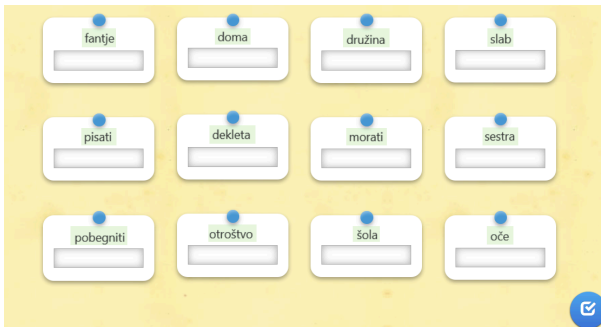 fantje
doma
družina
slab
pisati
dekleta
morati
sestra
pobegniti
otroštvo
šola
oče